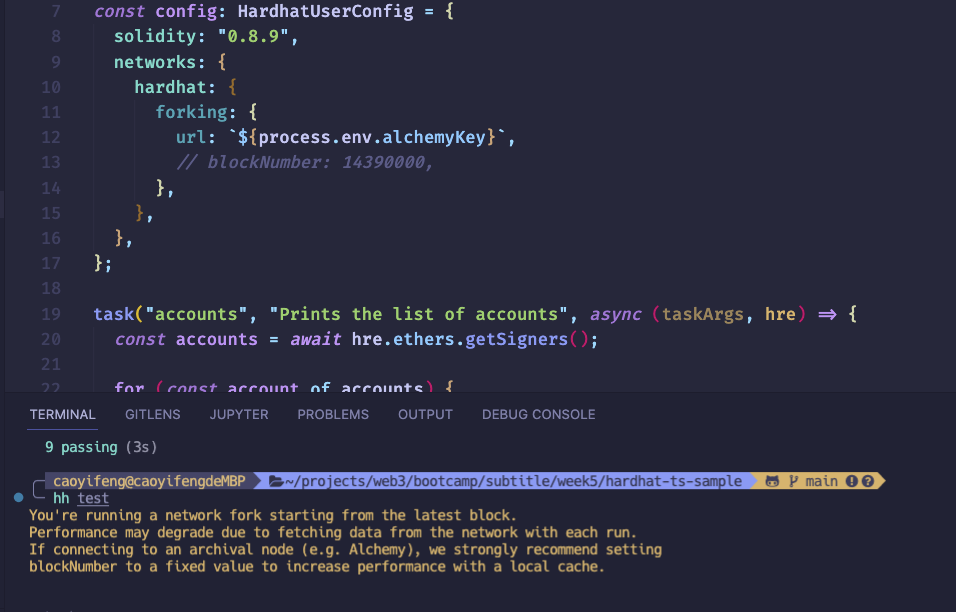 7 const config: HardhatUserConfig = {
8 solidity: "0.8.9",
9 networks: {
10 hardhat: {
11 forking: {
12 url: `${process.env.alchemyKey}`,
13 // blockNumber: 14390000,
14 },
15 },
16 },
17 };
18
19 task("accounts", "Prints the list of accounts", async (taskArgs, hre) => {
20 const accounts = await hre.ethers.getSigners();
21
22 for (const account of accounts) {
TERMINAL GITLENS JUPYTER PROBLEMS OUTPUT DEBUG CONSOLE
9 passing (3s)
caoyifeng@caoyifengdeMBP ~/projects/web3/bootcamp/subtitle/week5/hardhat-ts-sample main
hh test
You're running a network fork starting from the latest block.
Performance may degrade due to fetching data from the network with each run.
If connecting to an archival node (e.g. Alchemy), we strongly recommend setting
blockNumber to a fixed value to increase performance with a local cache.